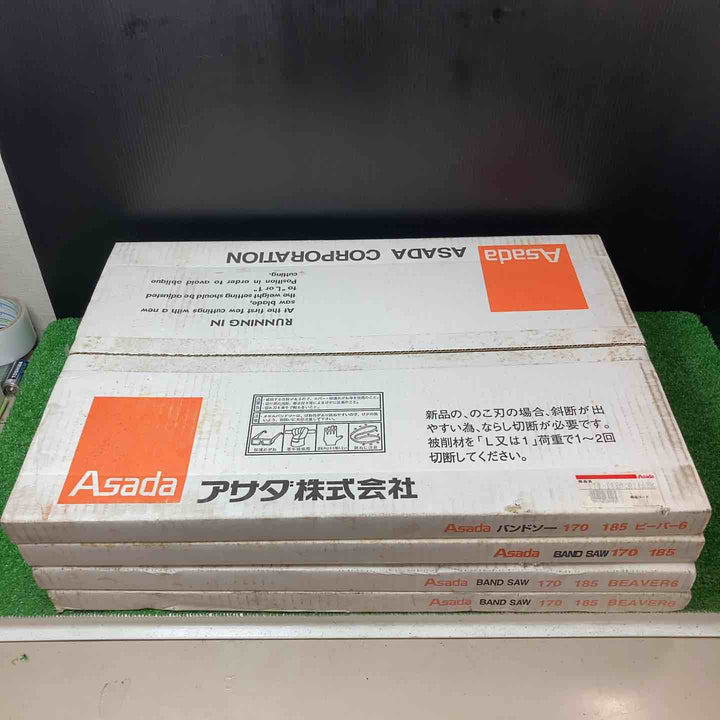 Asada
ASADA CORPORATION
RUNNING IN
At the first few cuttings with a new
saw blade,
the weight setting should be adjusted
to "L or 1"
Position in order to avoid oblique
cutting.
新品の、のこ刃の場合、斜断が出
やすい為、ならし切断が必要です。
被削材を「L又は1」荷重で1〜2回
切断してください。
Asada
アサダ株式会社
Asada
Asada バンドソー 170 185 ビーバー6
Asada BAND SAW 170 185
Asada BAND SAW 170 185 BEAVER6
Asada BAND SAW 170 185 BEAVER6